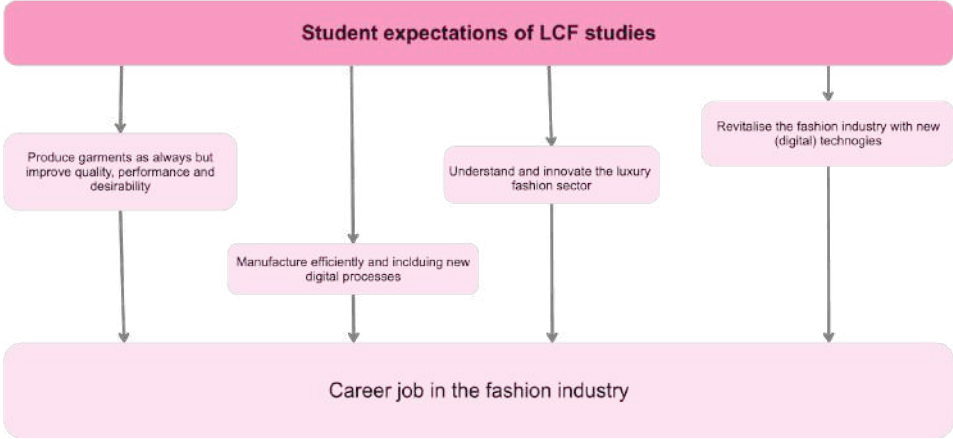 Student expectations of LCF studies
Produce garments as always but
improve quality, performance and
desirability
Manufacture efficiently and inclduing new
digital processes
Understand and innovate the luxury
fashion sector
Revitalise the fashion industry with new
(digital) technogies
Career job in the fashion industry